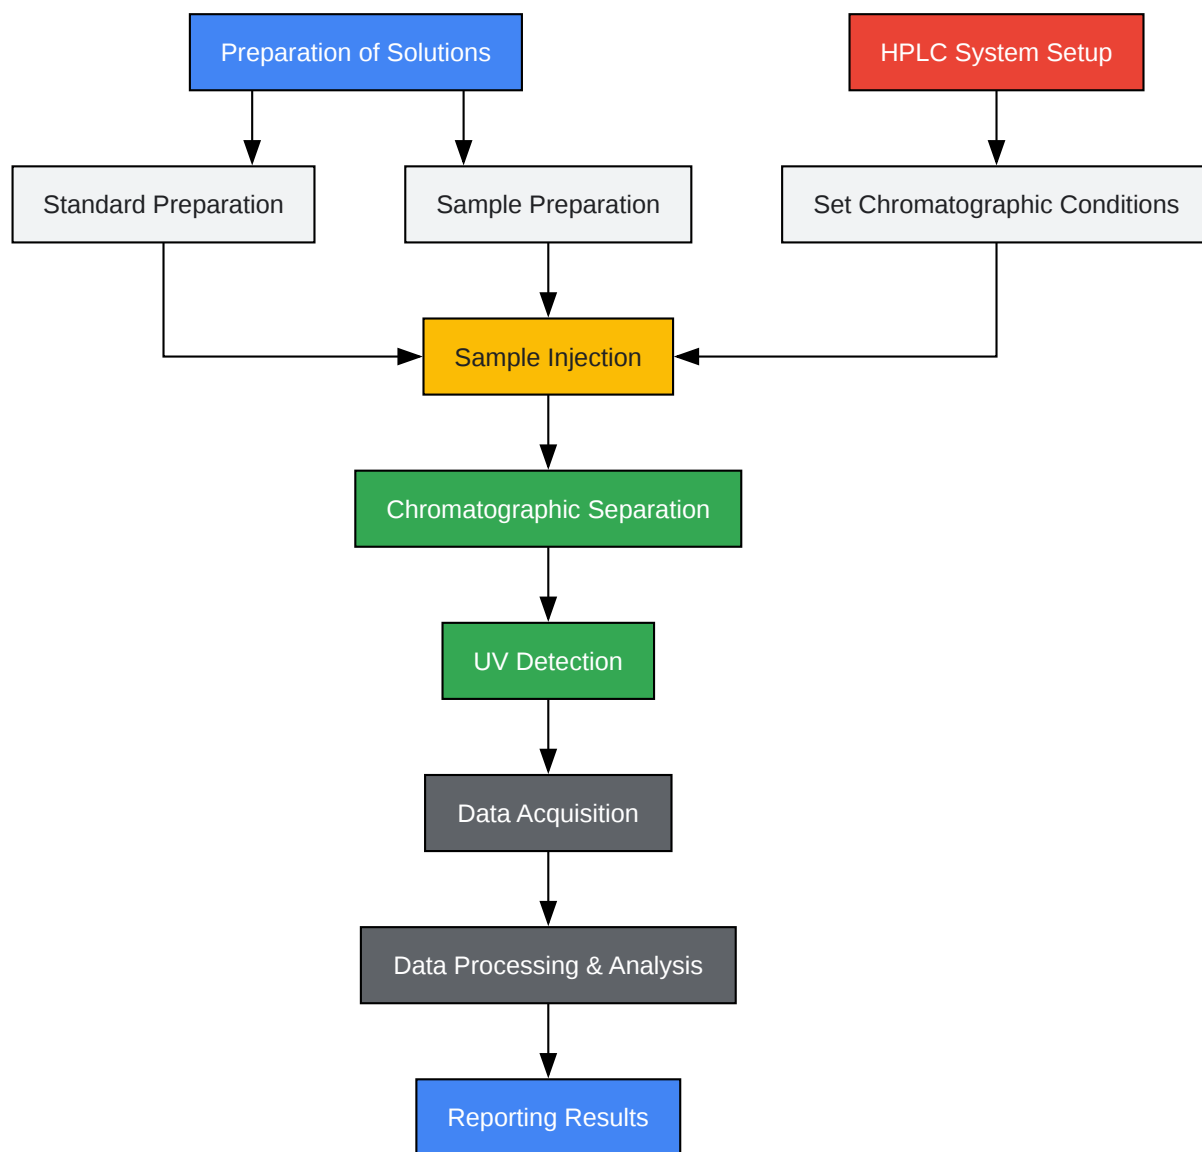 Preparation of Solutions
HPLC System Setup
Standard Preparation
Sample Preparation
Set Chromatographic Conditions
Sample Injection
Chromatographic Separation
UV Detection
Data Acquisition
Data Processing & Analysis
Reporting Results